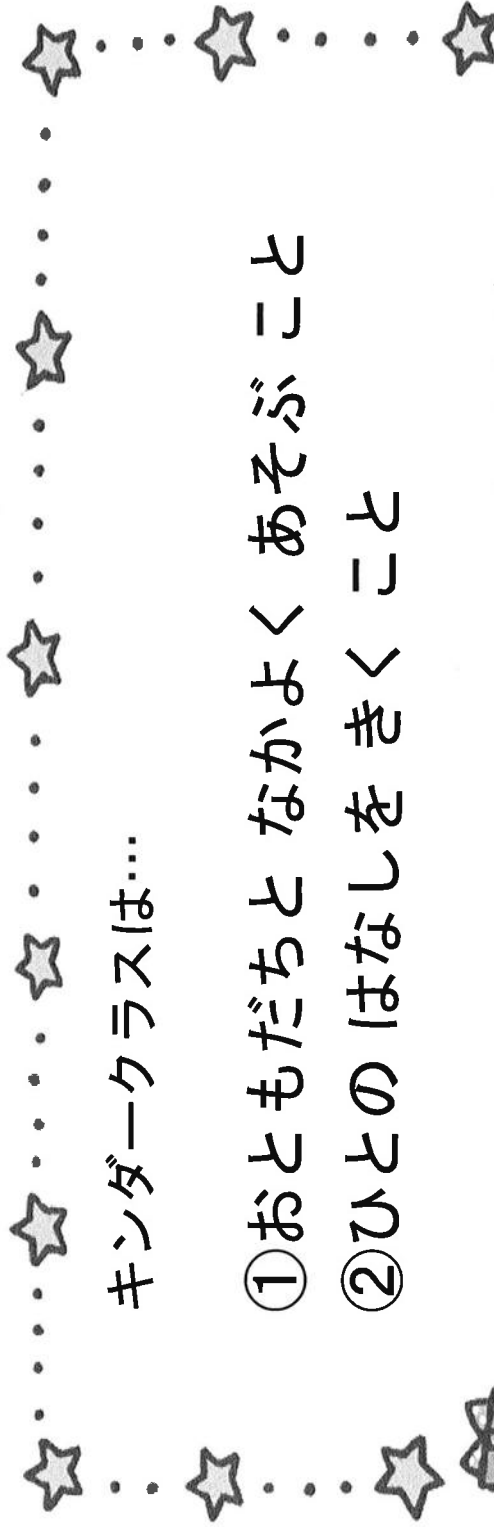 キンダークラスは…
①おともだちと なかよく あそぶ こと
②ひとの はなしを きく こと